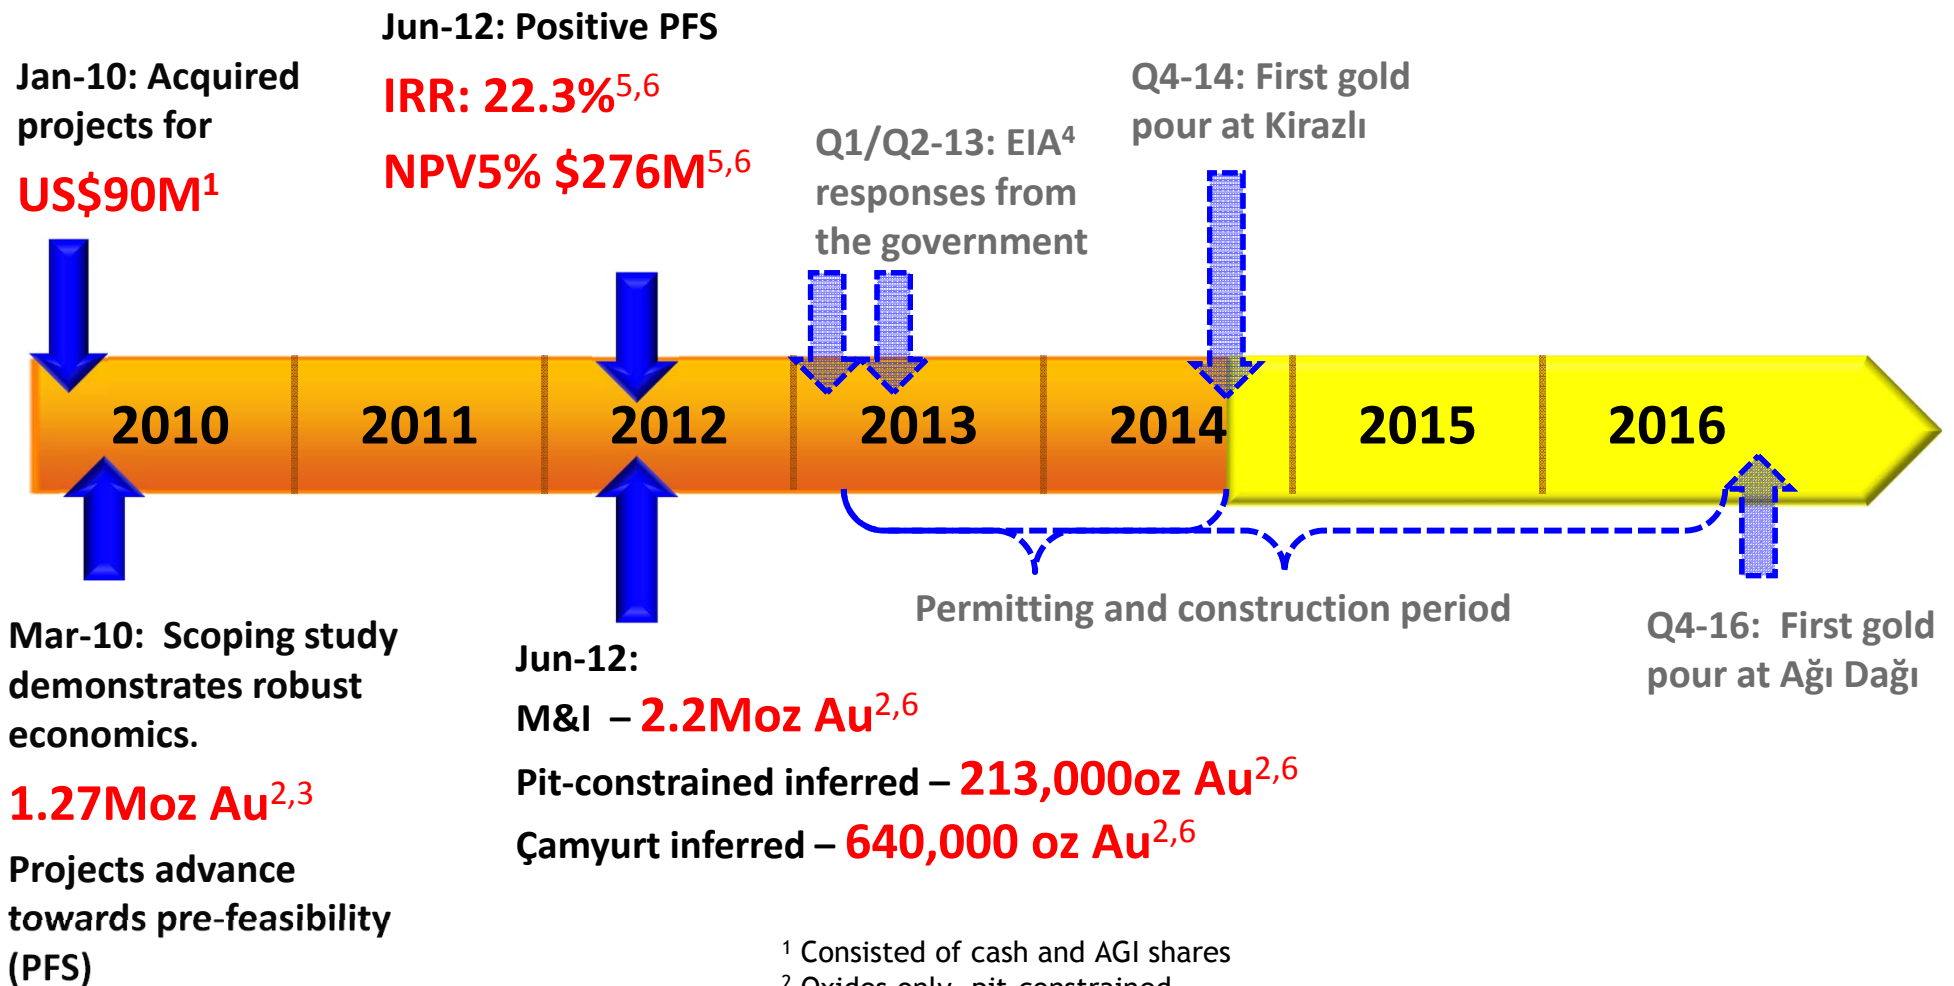 Jan-10: Acquired
projects for
US$90M¹
Jun-12: Positive PFS
IRR: 22.3%⁵,⁶
NPV5% $276M⁵,⁶
Q1/Q2-13: EIA⁴
responses from
the government
Q4-14: First gold
pour at Kirazlı
2010
2011
2012
2013
2014
2015
2016
Mar-10: Scoping study
demonstrates robust
economics.
1.27Moz Au²,³
Projects advance
towards pre-feasibility
(PFS)
Jun-12:
M&I – 2.2Moz Au²,⁶
Pit-constrained inferred – 213,000oz Au²,⁶
Çamyurt inferred – 640,000 oz Au²,⁶
Permitting and construction period
Q4-16: First gold
pour at Ağı Dağı
¹ Consisted of cash and AGI shares
² Oxides only, pit-constrained